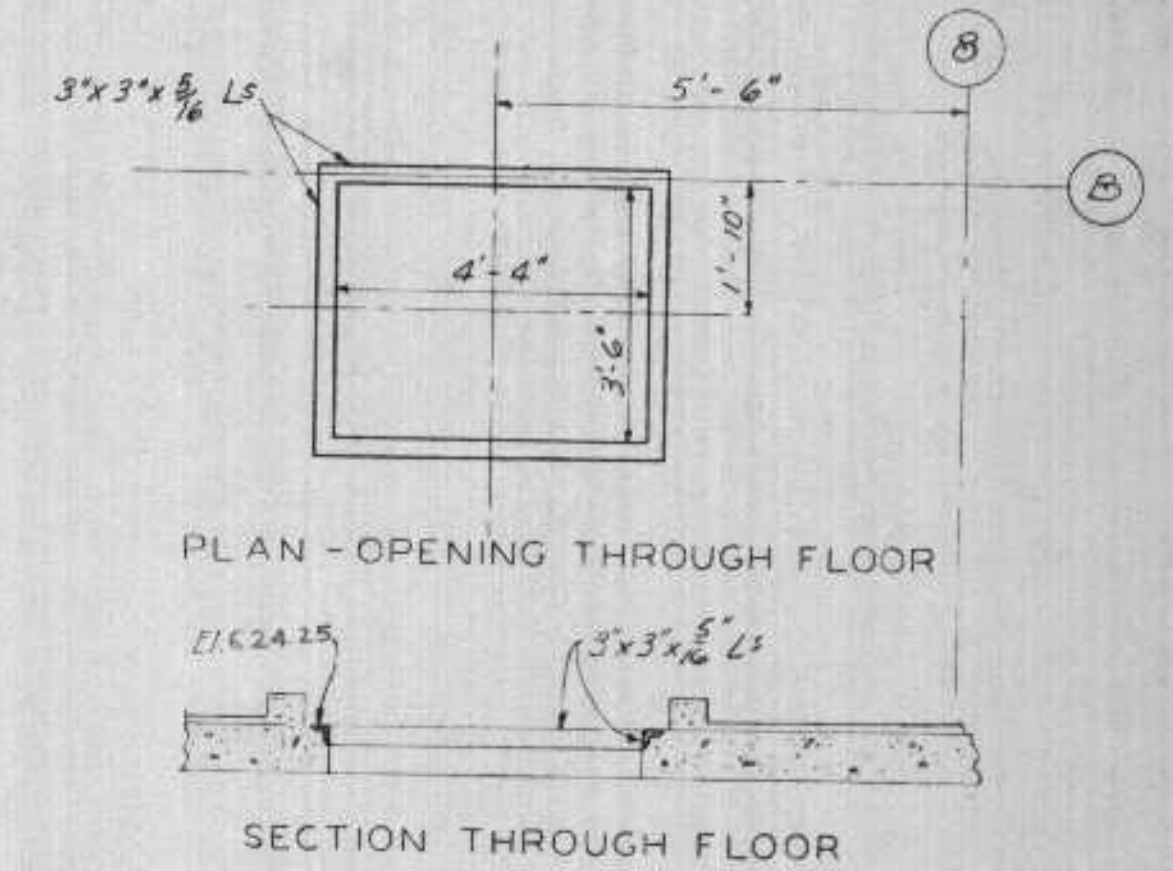 8
3"x 3"x 5/16 Ls
5'- 6"
B
1'-10"
4'- 4"
3'-6"
PLAN - OPENING THROUGH FLOOR
El. 624.25
3"x 3"x 5/16" Ls
SECTION THROUGH FLOOR